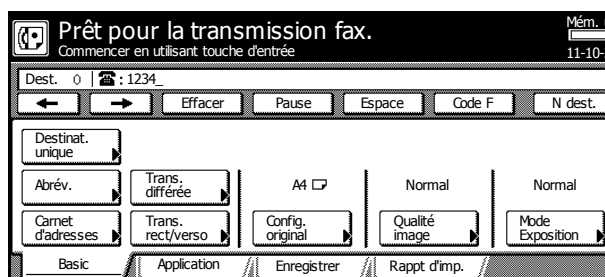 Prêt pour la transmission fax.
Mém.
Commencer en utilisant touche d'entrée
11-10-
Dest. 0 ☎: 1234_
← → Effacer Pause Espace Code F N dest.
Destinat.
unique
Abrév.
Trans.
différée
A4
Normal
Normal
Carnet
d'adresses
Trans.
rect/verso
Config.
original
Qualité
image
Mode
Exposition
Basic Application Enregistrer Rappt d'imp.